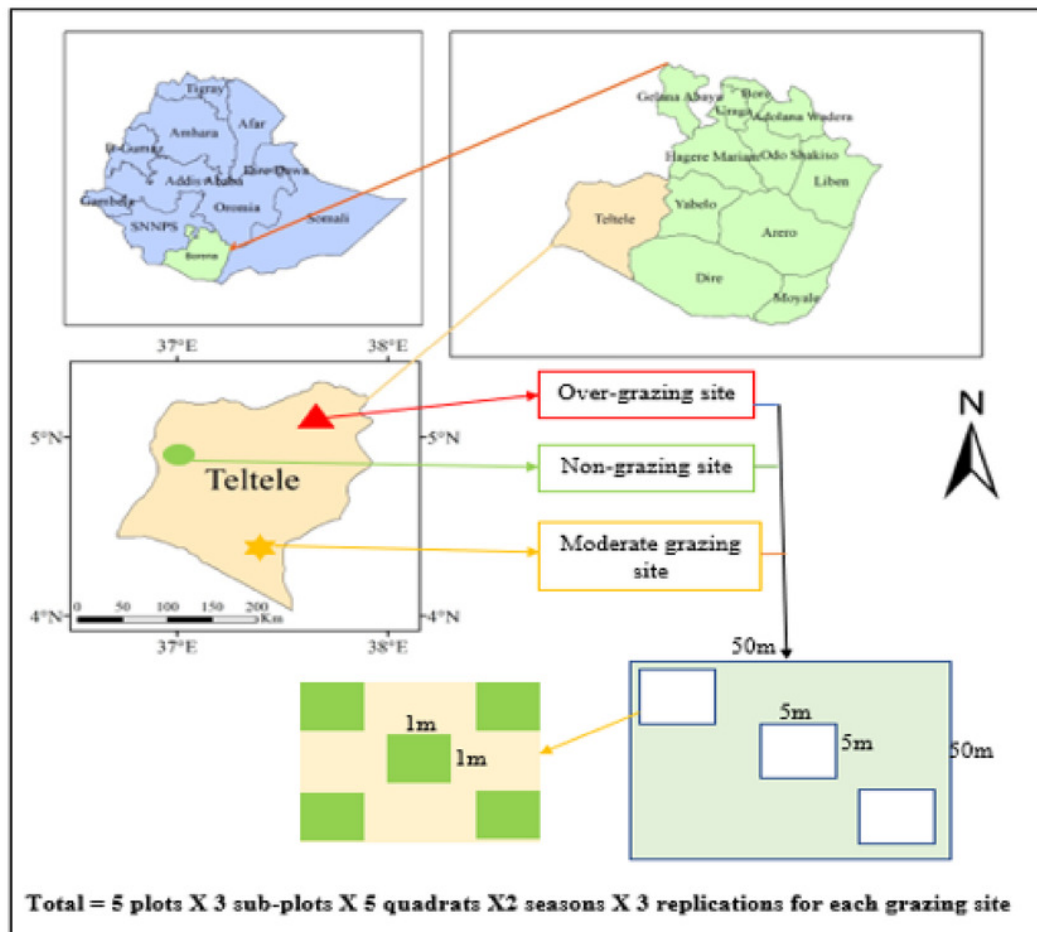 Tigray
Afar
Amhara
B-Gumuz
Dire Dawa
Addis Ababa
Gambela
Oromia
SNNPS
Somali
Borena
Gelana Abaya
Bore
Uraga
Adolana Wadera
Hagere Mariam
Odo Shakiso
Liben
Yabelo
Teltele
Arero
Dire
Moyale
37°E
38°E
5°N
5°N
Teltele
4°N
4°N
0 50 100 150 200
Km
37°E
38°E
Over-grazing site
Non-grazing site
Moderate grazing
site
N
50m
5m
5m
50m
1m
1m
Total = 5 plots X 3 sub-plots X 5 quadrats X2 seasons X 3 replications for each grazing site